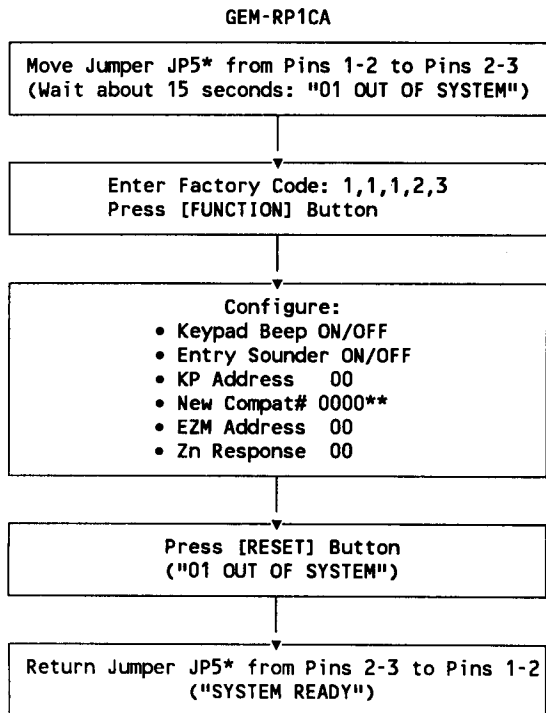 GEM-RP1CA
Move Jumper JP5* from Pins 1-2 to Pins 2-3
(Wait about 15 seconds: "01 OUT OF SYSTEM")
Enter Factory Code: 1,1,1,2,3
Press [FUNCTION] Button
Configure:
• Keypad Beep ON/OFF
• Entry Sounder ON/OFF
• KP Address 00
• New Compat# 0000**
• EZM Address 00
• Zn Response 00
Press [RESET] Button
("01 OUT OF SYSTEM")
Return Jumper JP5* from Pins 2-3 to Pins 1-2
("SYSTEM READY")